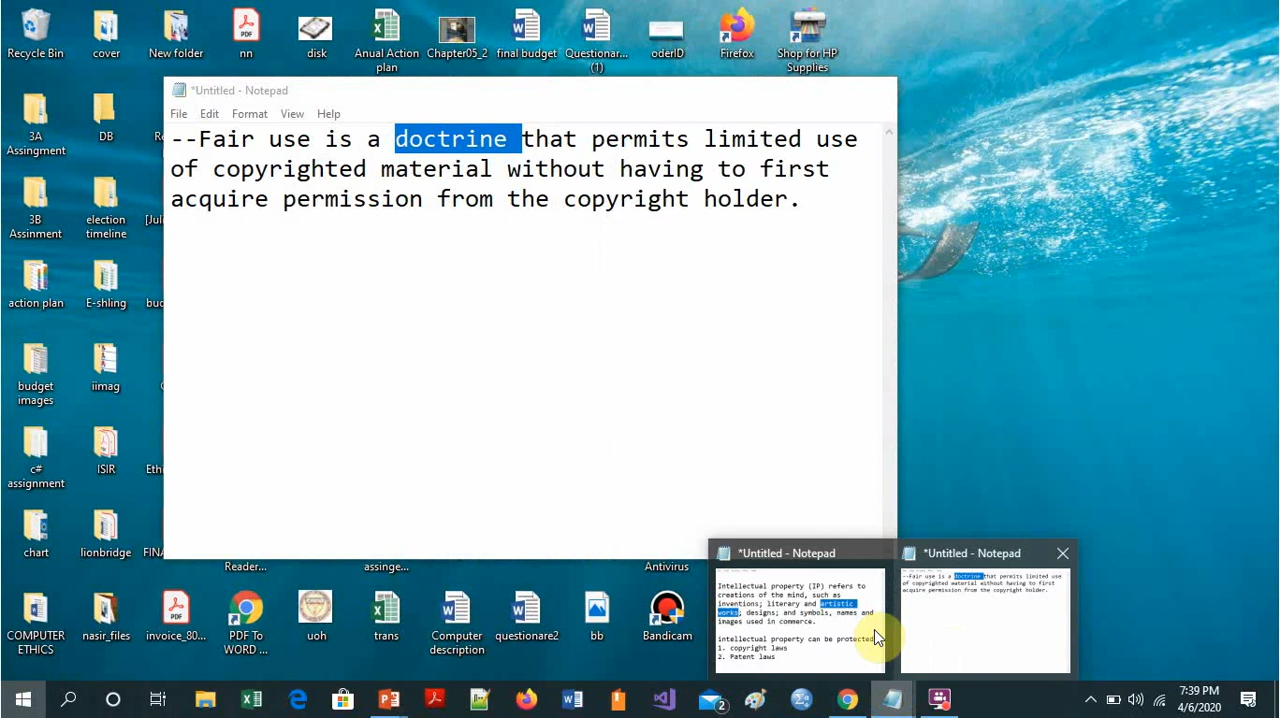 Recycle Bin
cover
New folder
nn
disk
Anual Action
plan
Chapter05_2
final budget
Questionar...
(1)
oderID
Firefox
Shop for HP
Supplies
*Untitled - Notepad
File Edit Format View Help
--Fair use is a doctrine that permits limited use
of copyrighted material without having to first
acquire permission from the copyright holder.
3A
Assingment
DB
3B
Assinment
election
timeline
action plan
E-shling
budget
images
iimag
c#
assignment
ISIR
chart
lionbridge
Reader...
assinge...
Antivirus
COMPUTER
ETHICS
nasir_files
invoice_80...
PDF To
WORD ...
uoh
trans
Computer
description
questionare2
bb
Bandicam
*Untitled - Notepad
Intellectual property (IP) refers to
creations of the mind, such as
inventions; literary and artistic
works; designs; and symbols, names and
images used in commerce.
intellectual property can be protected
1. copyright laws
2. Patent laws
*Untitled - Notepad
--Fair use is a doctrine that permits limited use
of copyrighted material without having to first
acquire permission from the copyright holder.
2
7:39 PM
4/6/2020